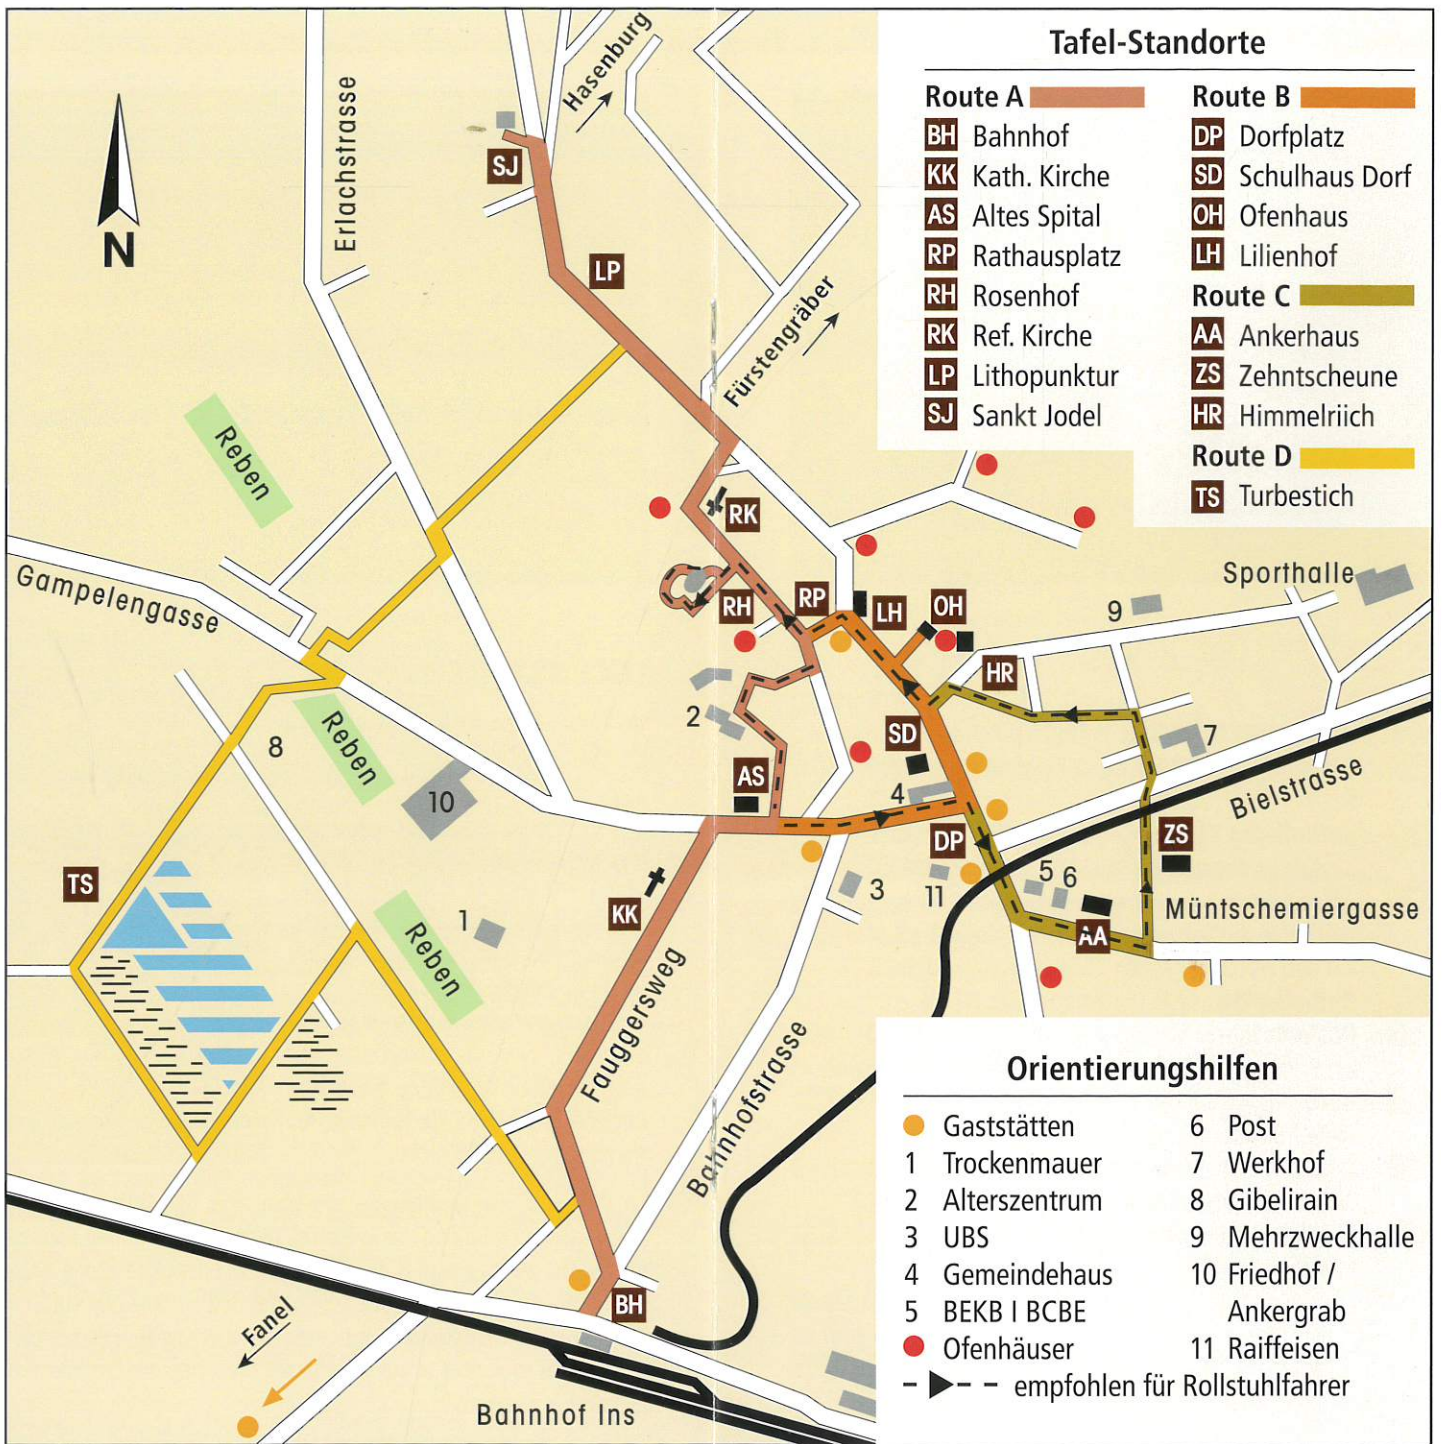 Tafel-Standorte
Route A
BH Bahnhof
KK Kath. Kirche
AS Altes Spital
RP Rathausplatz
RH Rosenhof
RK Ref. Kirche
LP Lithopunktur
SJ Sankt Jodel
Route B
DP Dorfplatz
SD Schulhaus Dorf
OH Ofenhaus
LH Lilienhof
Route C
AA Ankerhaus
ZS Zehntscheune
HR Himmelriich
Route D
TS Turbestich
Hasenburg
Erlachstrasse
N
SJ
LP
Fürstengräber
Reben
RK
Gampelengasse
RH
RP
LH
OH
Sporthalle
9
HR
2
SD
7
8
Reben
10
AS
4
Bielstrasse
DP
ZS
TS
5
6
11
3
KK
1
Müntschemiergasse
AA
Reben
Fauggersweg
Bahnhofstrasse
BH
Fanel
Bahnhof Ins
Orientierungshilfen
Gaststätten
1 Trockenmauer
2 Alterszentrum
3 UBS
4 Gemeindehaus
5 BEKB I BCBE
Ofenhäuser
6 Post
7 Werkhof
8 Gibelirain
9 Mehrzweckhalle
10 Friedhof /
Ankergrab
11 Raiffeisen
empfohlen für Rollstuhlfahrer